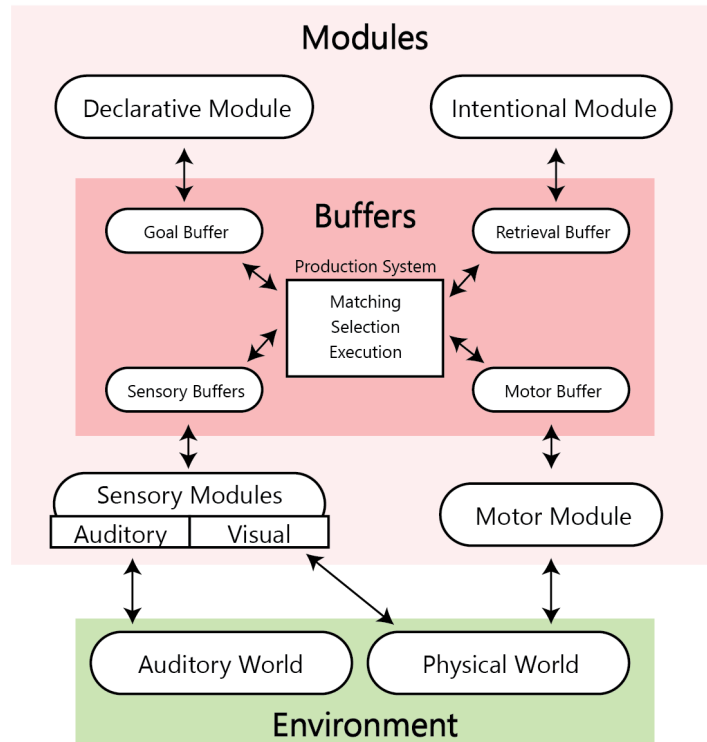 Modules
Declarative Module
Intentional Module
Buffers
Goal Buffer
Retrieval Buffer
Production System
Matching
Selection
Execution
Sensory Buffers
Motor Buffer
Sensory Modules
Auditory
Visual
Motor Module
Auditory World
Physical World
Environment